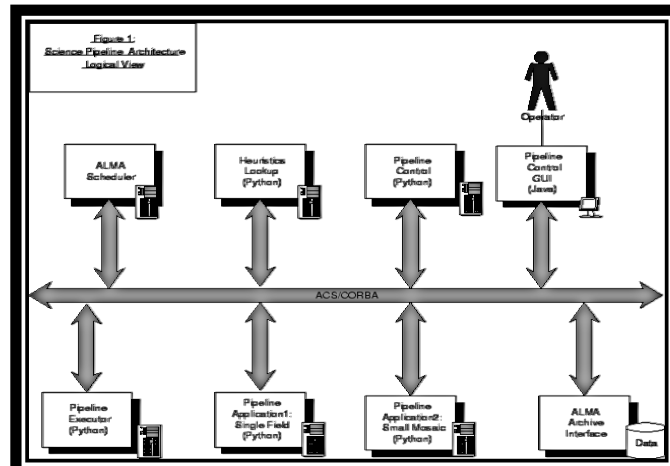 Figure 1:
Science Pipeline Architecture
Logical View
Operator
ALMA
Scheduler
Heuristics
Lookup
(Python)
Pipeline
Control
(Python)
Pipeline
Control
GUI
(Java)
ACS/CORBA
Pipeline
Executor
(Python)
Pipeline
Application1:
Single Field
(Python)
Pipeline
Application2:
Small Mosaic
(Python)
ALMA
Archive
Interface
Data